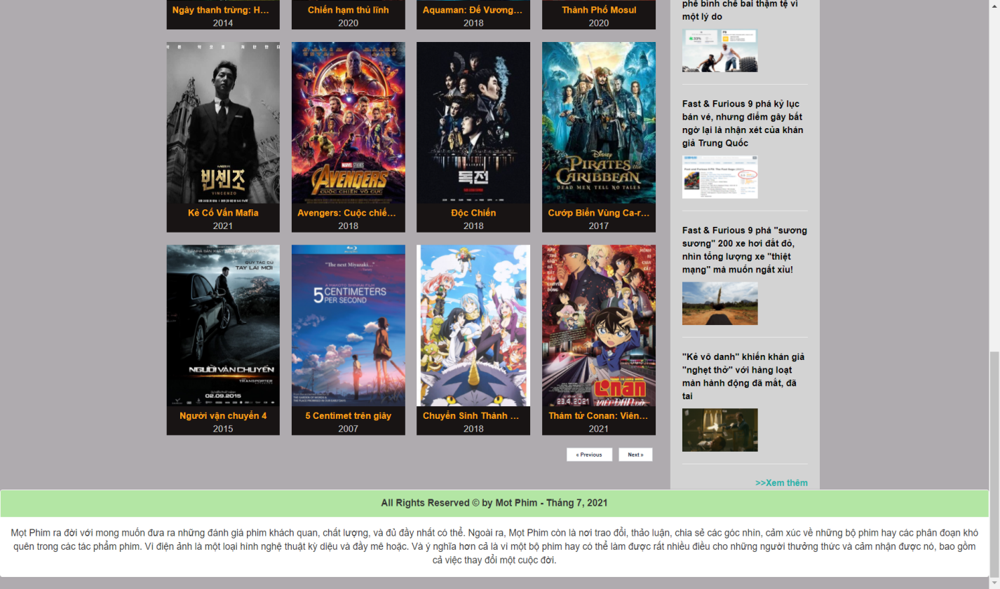 Ngày thanh trừng: H...
2014
Chiến hạm thủ lĩnh
2020
Aquaman: Đế Vương...
2018
Thành Phố Mosul
2020
빈센조
VINCENZO
Kẻ Cố Vấn Mafia
2021
MARVEL STUDIOS
AVENGERS
CUỘC CHIẾN VÔ CỰC
Avengers: Cuộc chiế...
2018
독전
Độc Chiến
2018
DISNEY
PIRATES of the
CARIBBEAN
DEAD MEN TELL NO TALES
Cướp Biển Vùng Ca-r...
2017
QUY TẮC CŨ
TAY LÁI MỚI
NGƯỜI VẬN CHUYỂN
TRANSPORTER
02.09.2015
Người vận chuyển 4
2015
"The next Miyazaki..."
A MAKOTO SHINKAI FILM
5 CENTIMETERS
PER SECOND
5 Centimet trên giây
2007
Chuyển Sinh Thành ...
2018
CONAN
23.4.2021
VIÊN ĐẠN ĐỎ
Thám tử Conan: Viên...
2021
« Previous
Next »
phê bình chê bai thậm tệ vì
một lý do
Fast & Furious 9 phá kỷ lục
bán vé, nhưng điểm gây bất
ngờ lại là nhận xét của khán
giả Trung Quốc
Fast & Furious 9 phá "sương
sương" 200 xe hơi đắt đỏ,
nhìn tổng lượng xe "thiệt
mạng" mà muốn ngất xỉu!
"Kẻ vô danh" khiến khán giả
"nghẹt thở" với hàng loạt
màn hành động đã mắt, đã
tai
>>Xem thêm
All Rights Reserved © by Mot Phim - Tháng 7, 2021
Mọt Phim ra đời với mong muốn đưa ra những đánh giá phim khách quan, chất lượng, và đủ đầy nhất có thể. Ngoài ra, Mọt Phim còn là nơi trao đổi, thảo luận, chia sẻ các góc nhìn, cảm xúc về những bộ phim hay các phân đoạn khó
quên trong các tác phẩm phim. Vì điện ảnh là một loại hình nghệ thuật kỳ diệu và đầy mê hoặc. Và ý nghĩa hơn cả là vì một bộ phim hay có thể làm được rất nhiều điều cho những người thưởng thức và cảm nhận được nó, bao gồm
cả việc thay đổi một cuộc đời.